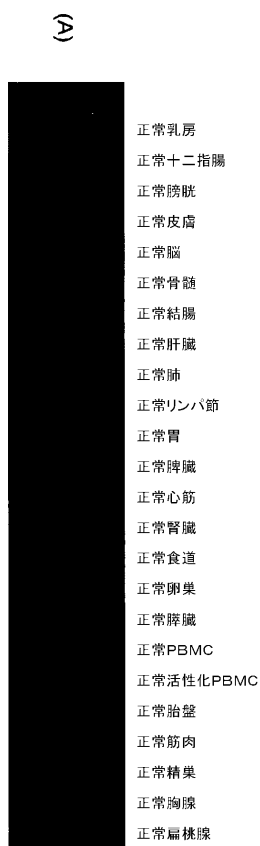 (A)
正常乳房
正常十二指腸
正常膀胱
正常皮膚
正常脳
正常骨髄
正常結腸
正常肝臓
正常肺
正常リンパ節
正常胃
正常脾臓
正常心筋
正常腎臓
正常食道
正常卵巣
正常膵臓
正常PBMC
正常活性化PBMC
正常胎盤
正常筋肉
正常精巣
正常胸腺
正常扁桃腺